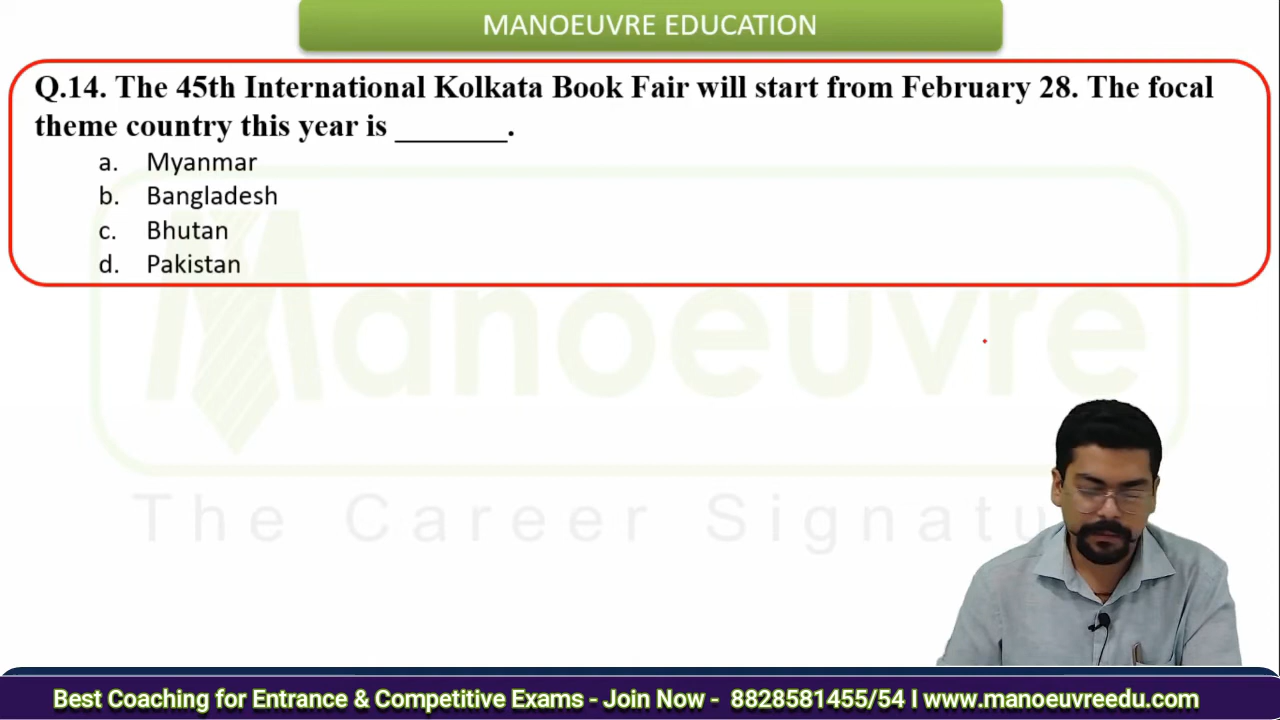 MANOEUVRE EDUCATION
Q.14. The 45th International Kolkata Book Fair will start from February 28. The focal
theme country this year is _______.
a. Myanmar
b. Bangladesh
c. Bhutan
d. Pakistan
Manoeuvre
The Career Signatu
Best Coaching for Entrance & Competitive Exams - Join Now - 8828581455/54 I www.manoeuvreedu.com